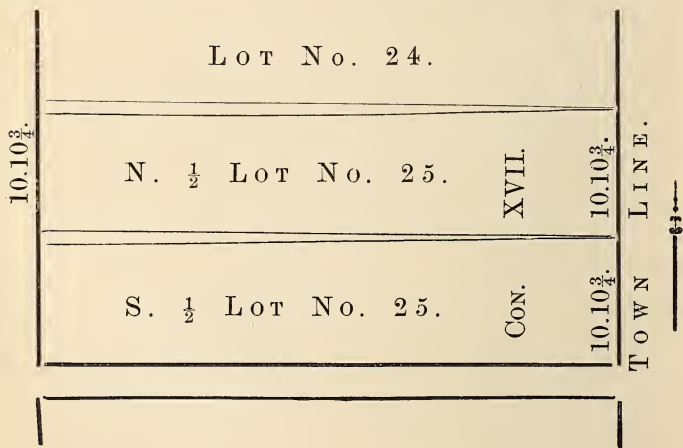 LOT NO. 24.
10.10¾.
N. ½ LOT NO. 25.
XVII.
10.10¾.
S. ½ LOT NO. 25.
CON.
10.10¾.
TOWN LINE.